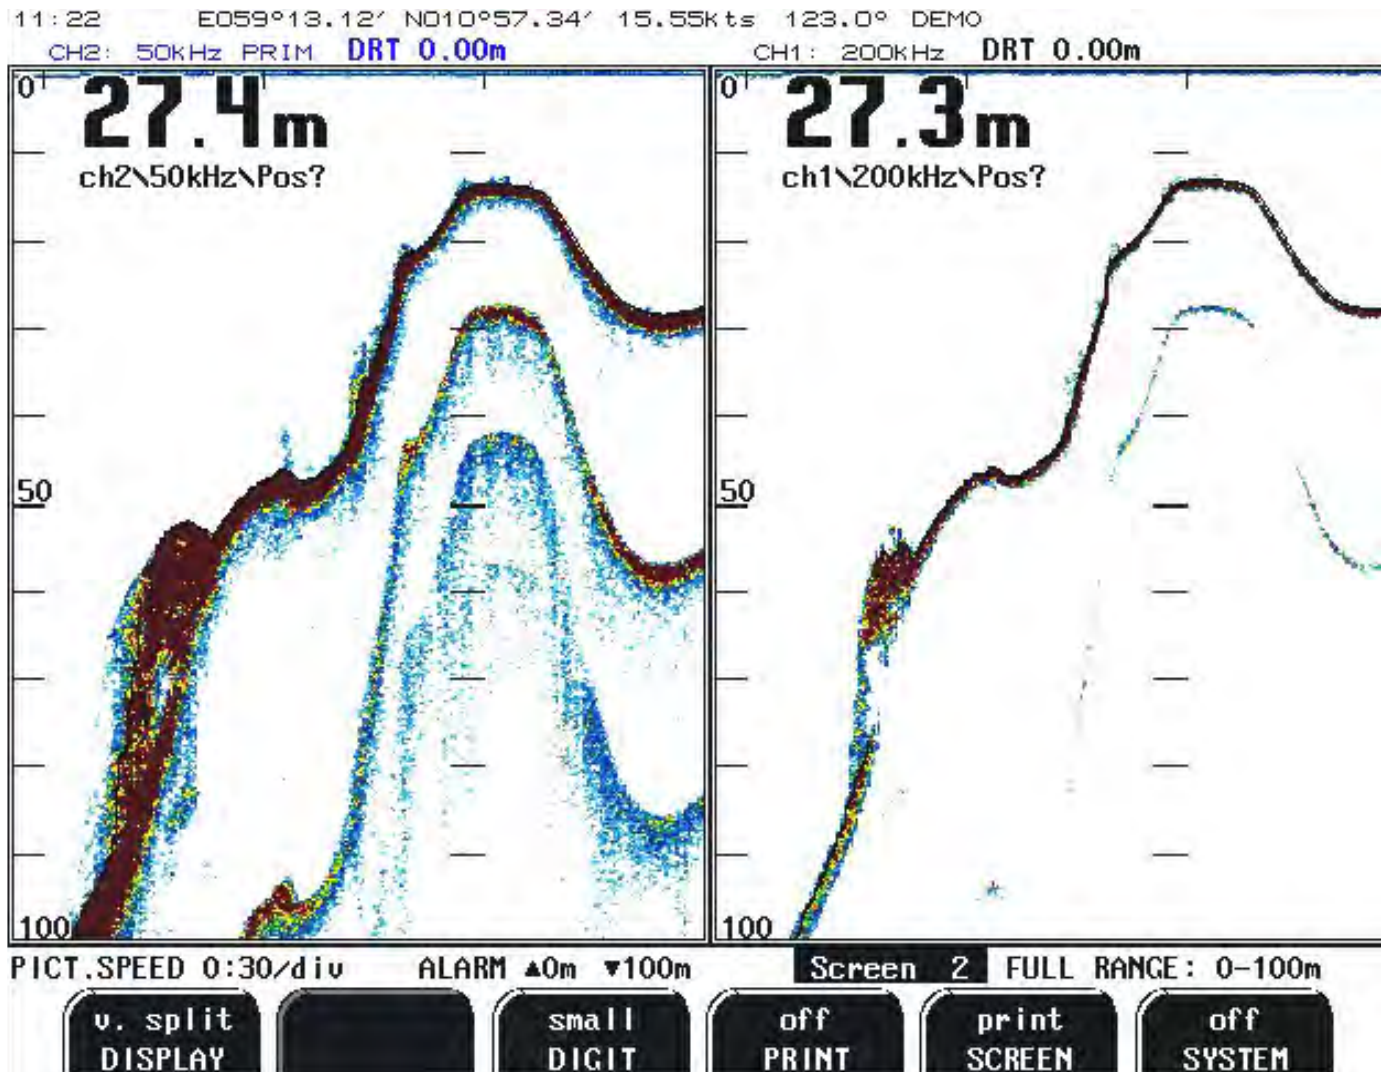 11:22 E059°13.12' N010°57.34' 15.55kts 123.0° DEMO
CH2: 50kHz PRIM DRT 0.00m CH1: 200kHz DRT 0.00m
0
27.4m
ch2\50kHz\Pos?
50
100
0
27.3m
ch1\200kHz\Pos?
50
100
PICT.SPEED 0:30/div ALARM ▲0m ▼100m Screen 2 FULL RANGE: 0-100m
v. split
DISPLAY
small
DIGIT
off
PRINT
print
SCREEN
off
SYSTEM